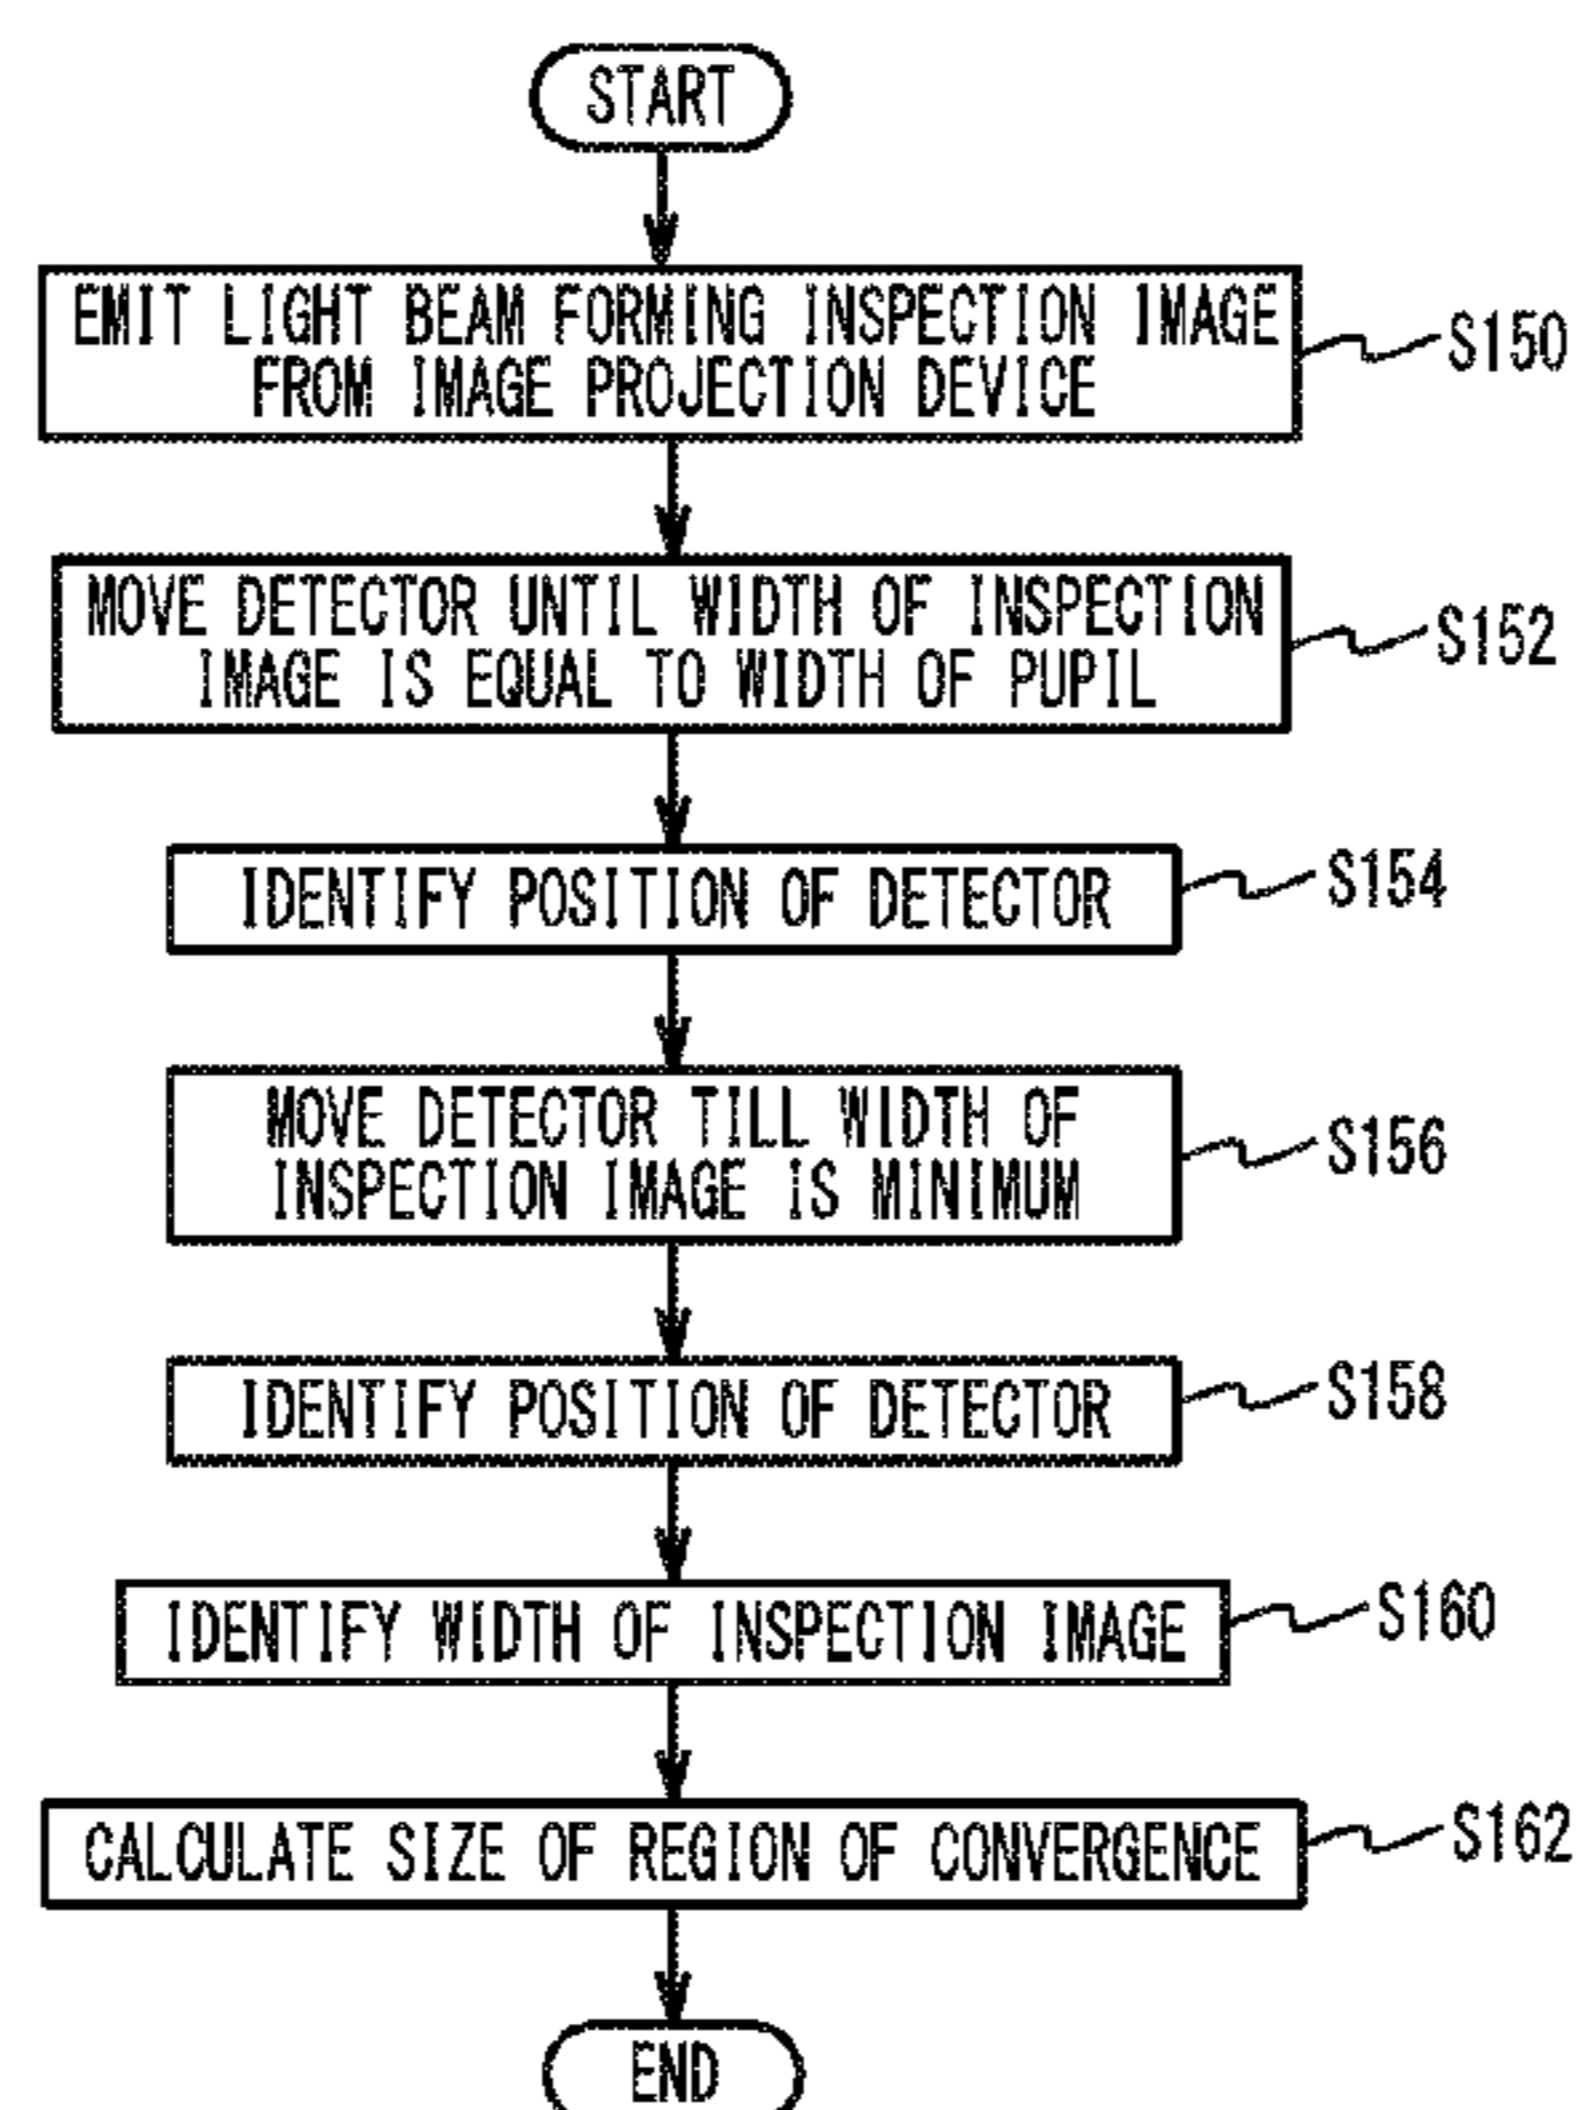 START
EMIT LIGHT BEAM FORMING INSPECTION IMAGE
FROM IMAGE PROJECTION DEVICE
S150
MOVE DETECTOR UNTIL WIDTH OF INSPECTION
IMAGE IS EQUAL TO WIDTH OF PUPIL
S152
IDENTIFY POSITION OF DETECTOR
S154
MOVE DETECTOR TILL WIDTH OF
INSPECTION IMAGE IS MINIMUM
S156
IDENTIFY POSITION OF DETECTOR
S158
IDENTIFY WIDTH OF INSPECTION IMAGE
S160
CALCULATE SIZE OF REGION OF CONVERGENCE
S162
END